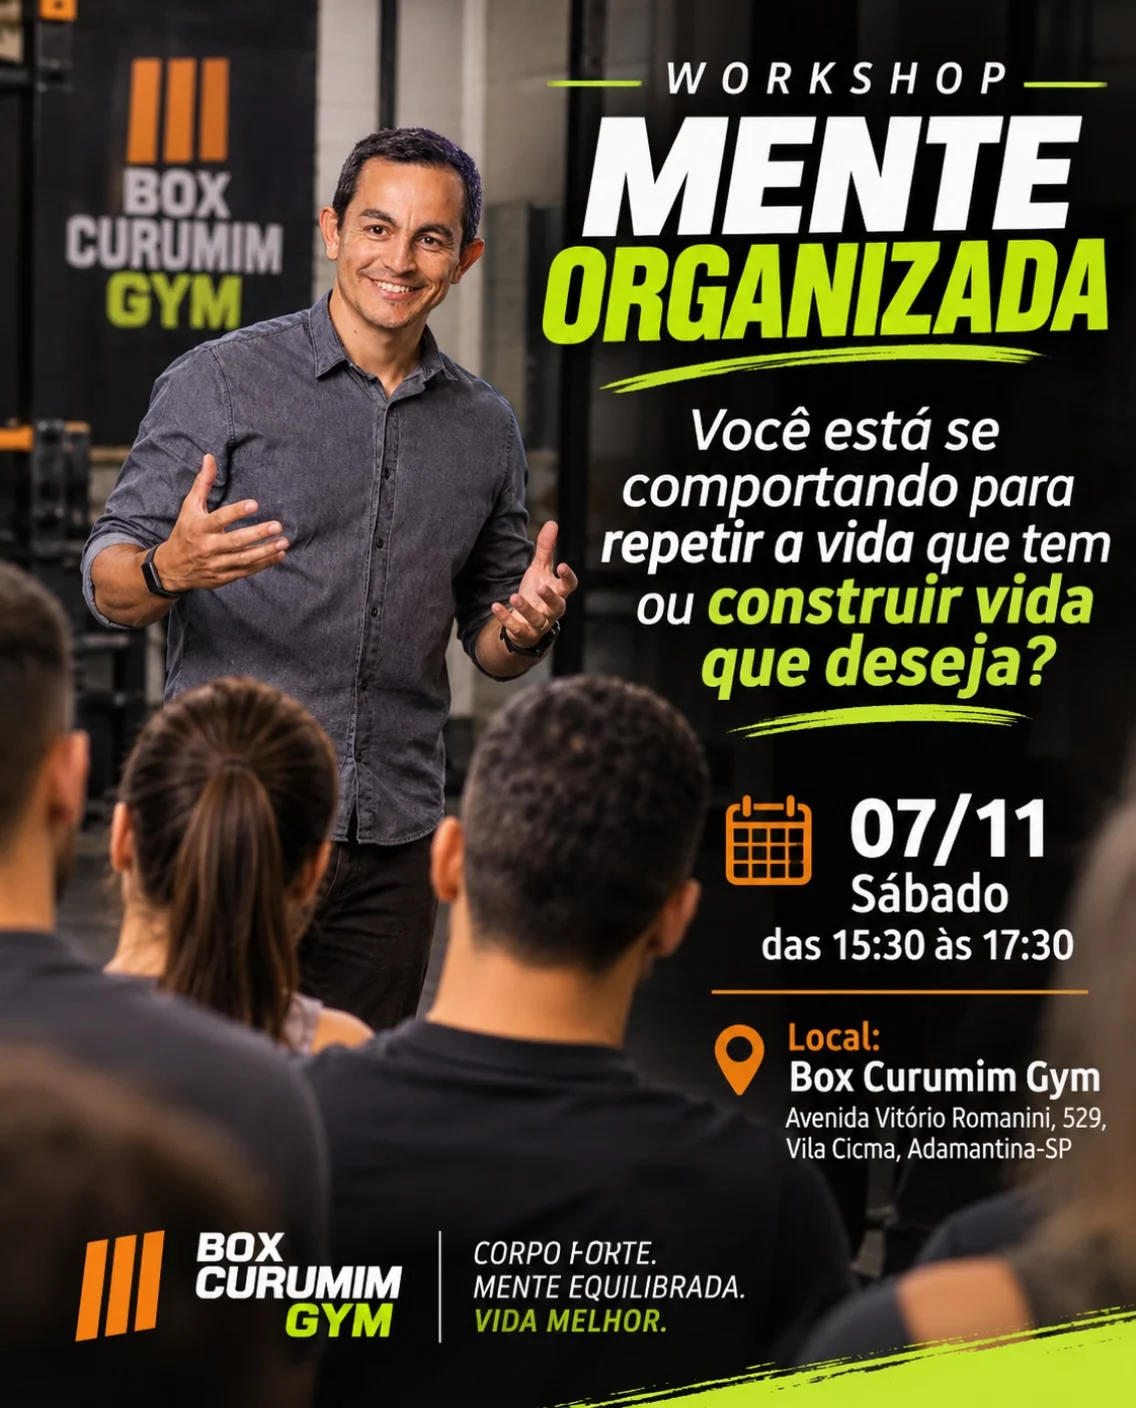 BOX
CURUMIM
GYM
WORKSHOP
MENTE
ORGANIZADA
Você está se
comportando para
repetir a vida que tem
ou construir vida
que deseja?
07/11
Sábado
das 15:30 às 17:30
Local:
Box Curumim Gym
Avenida Vitório Romanini, 529,
Vila Cicma, Adamantina-SP
BOX
CURUMIM
GYM
CORPO FORTE.
MENTE EQUILIBRADA.
VIDA MELHOR.